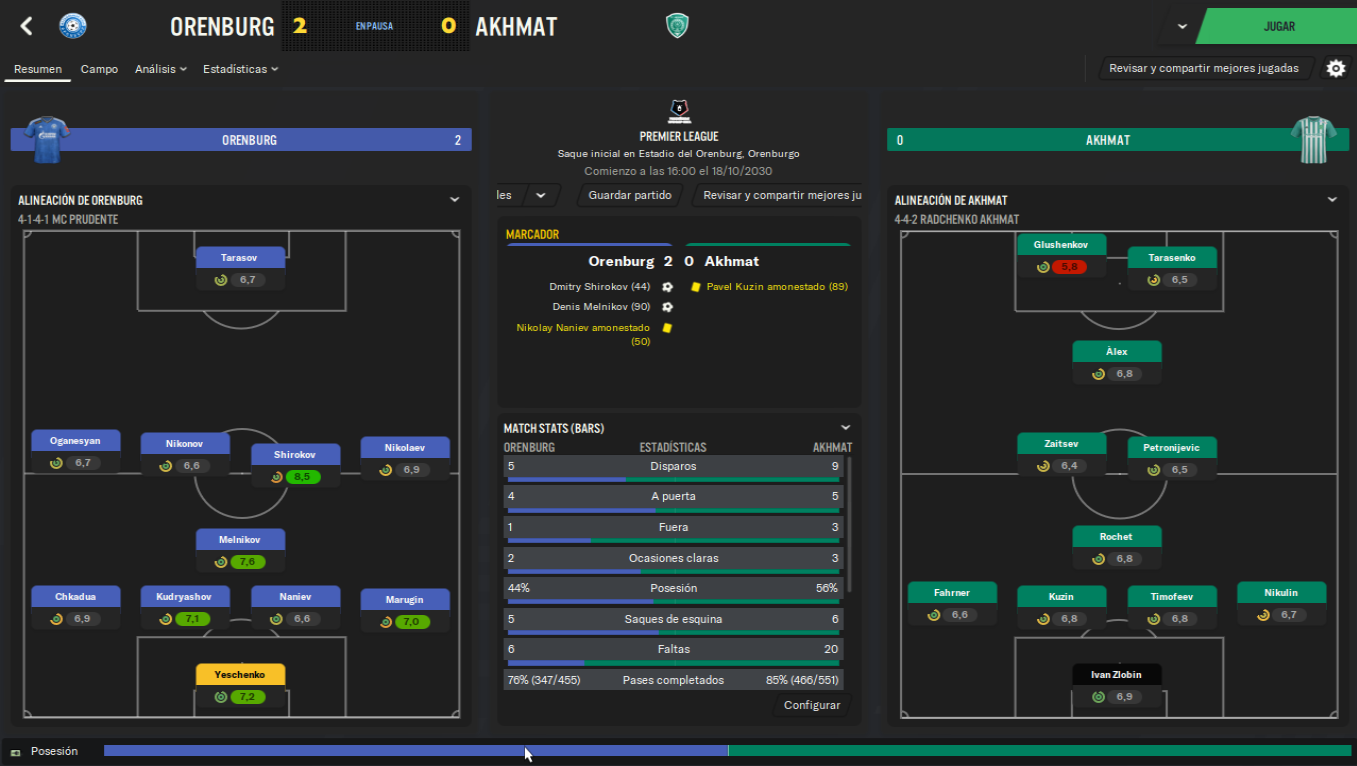 ORENBURG 2 EN PAUSA 0 AKHMAT
JUGAR
Resumen Campo Análisis Estadísticas
Revisar y compartir mejores jugadas
ORENBURG 2
PREMIER LEAGUE
Saque inicial en Estadio del Orenburg, Orenburgo
Comienzo a las 16:00 el 18/10/2030
les Guardar partido Revisar y compartir mejores ju
0 AKHMAT
ALINEACIÓN DE ORENBURG
4-1-4-1 MC PRUDENTE
Tarasov
6,7
Oganesyan
6,7
Nikonov
6,6
Shirokov
8,5
Nikolaev
6,9
Melnikov
7,6
Chkadua
6,9
Kudryashov
7,1
Naniev
6,6
Marugin
7,0
Yeschenko
7,2
MARCADOR
Orenburg 2 0 Akhmat
Dmitry Shirokov (44)
Pavel Kuzin amonestado (89)
Denis Melnikov (90)
Nikolay Naniev amonestado
(50)
MATCH STATS (BARS)
ORENBURG ESTADÍSTICAS AKHMAT
5 Disparos 9
4 A puerta 5
1 Fuera 3
2 Ocasiones claras 3
44% Posesión 56%
5 Saques de esquina 6
6 Faltas 20
76% (347/455) Pases completados 85% (466/551)
Configurar
ALINEACIÓN DE AKHMAT
4-4-2 RADCHENKO AKHMAT
Glushenkov
5,8
Tarasenko
6,5
Àlex
6,8
Zaitsev
6,4
Petronijevic
6,5
Rochet
6,8
Fahrner
6,6
Kuzin
6,8
Timofeev
6,8
Nikulin
6,7
Ivan Zlobin
6,9
Posesión